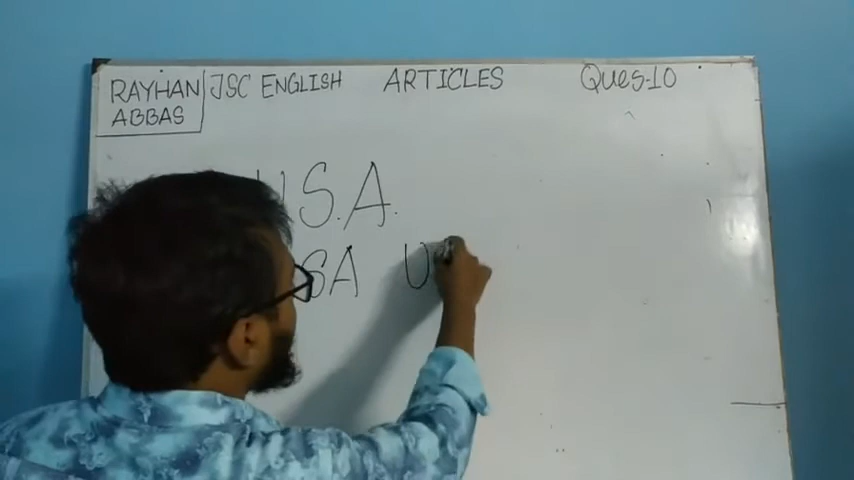 RAYHAN ABBAS
JSC ENGLISH ARTICLES Ques-10
U.S.A.
SA U